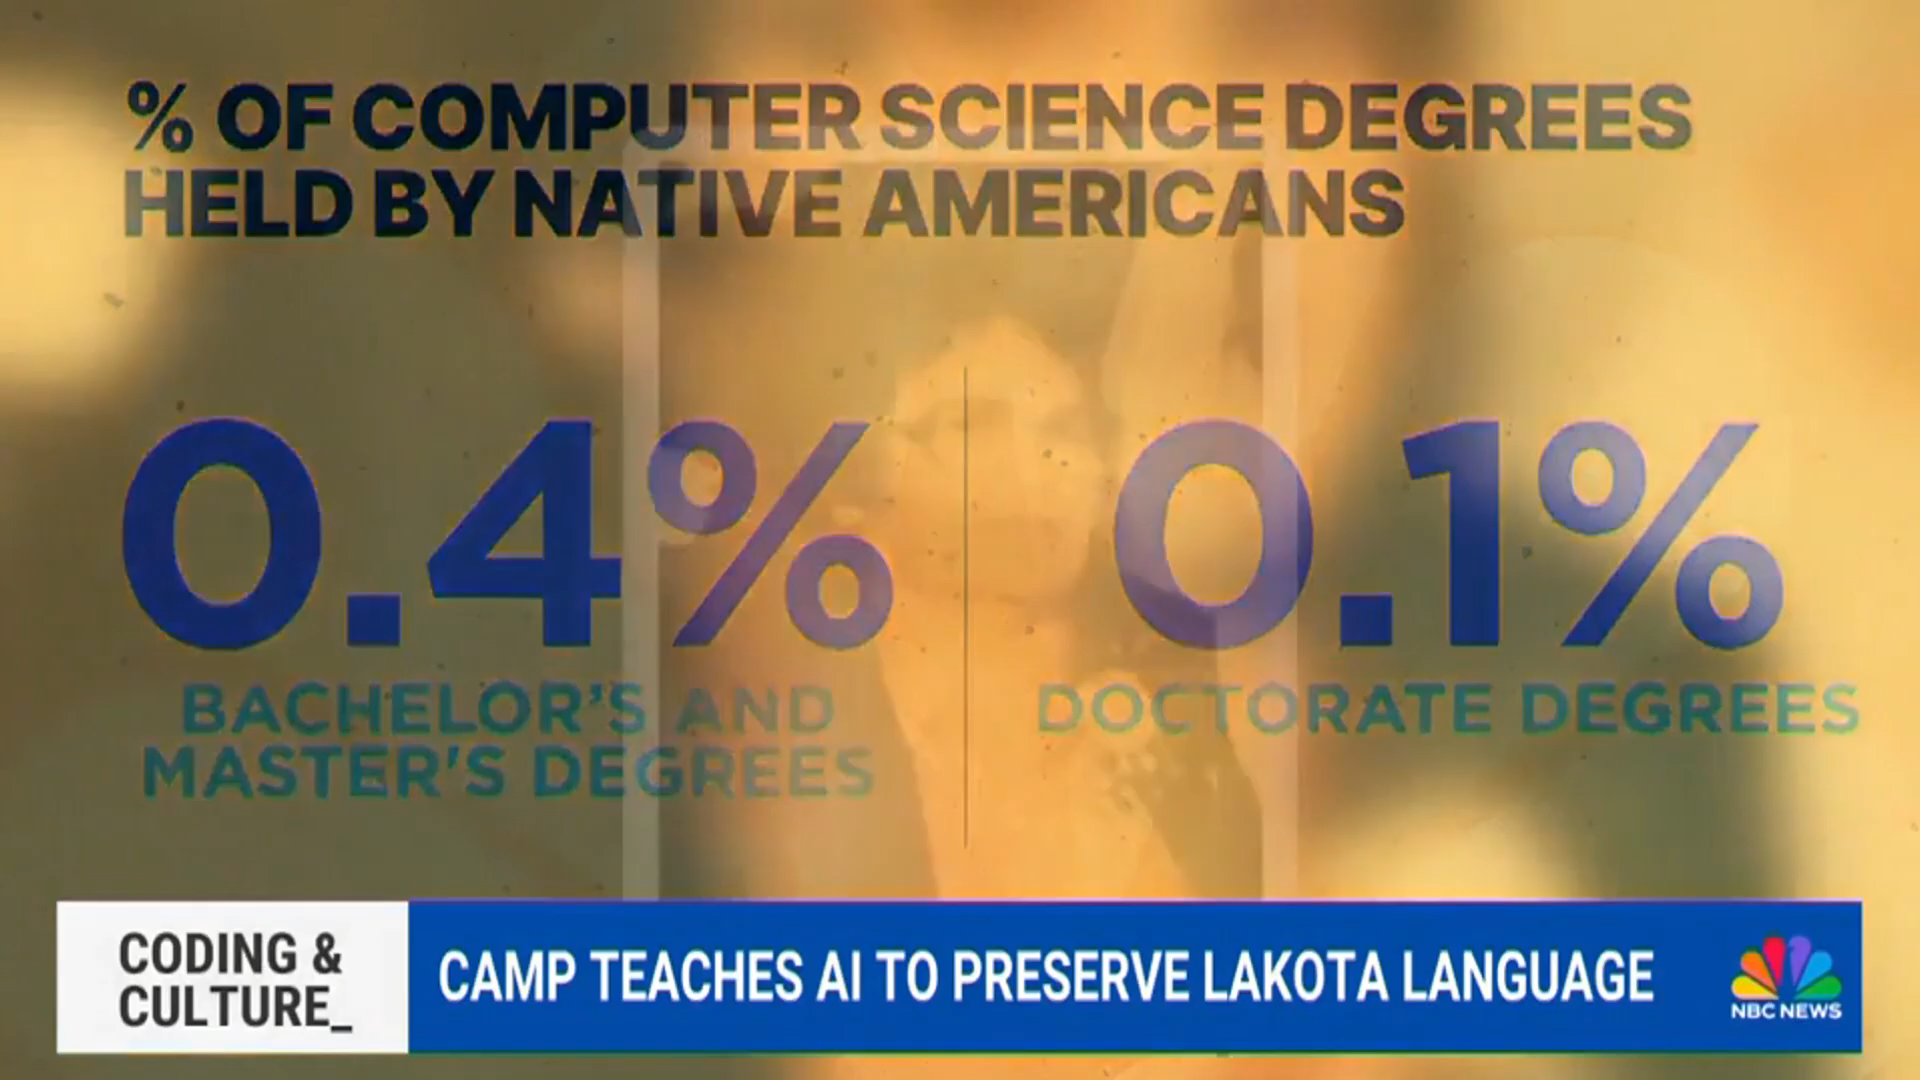 % OF COMPUTER SCIENCE DEGREES
HELD BY NATIVE AMERICANS
0.4%
BACHELOR'S AND
MASTER'S DEGREES
0.1%
DOCTORATE DEGREES
CODING &
CULTURE_
CAMP TEACHES AI TO PRESERVE LAKOTA LANGUAGE
NBC NEWS